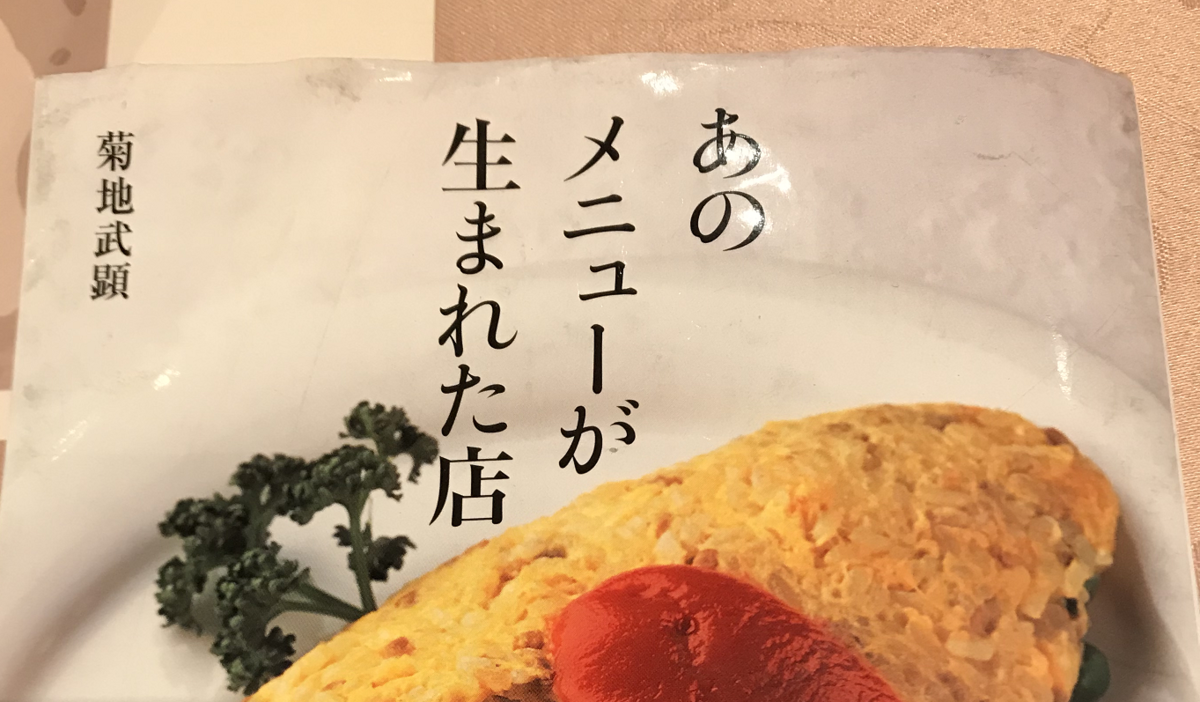 あの
メニューが
生まれた店
菊地武顕